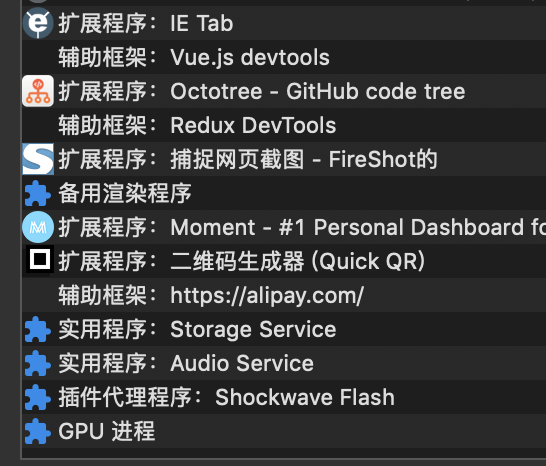 扩展程序：IE Tab
辅助框架：Vue.js devtools
扩展程序：Octotree - GitHub code tree
辅助框架：Redux DevTools
扩展程序：捕捉网页截图 - FireShot的
备用渲染程序
扩展程序：Moment - #1 Personal Dashboard fo
扩展程序：二维码生成器 (Quick QR)
辅助框架：https://alipay.com/
实用程序：Storage Service
实用程序：Audio Service
插件代理程序：Shockwave Flash
GPU 进程